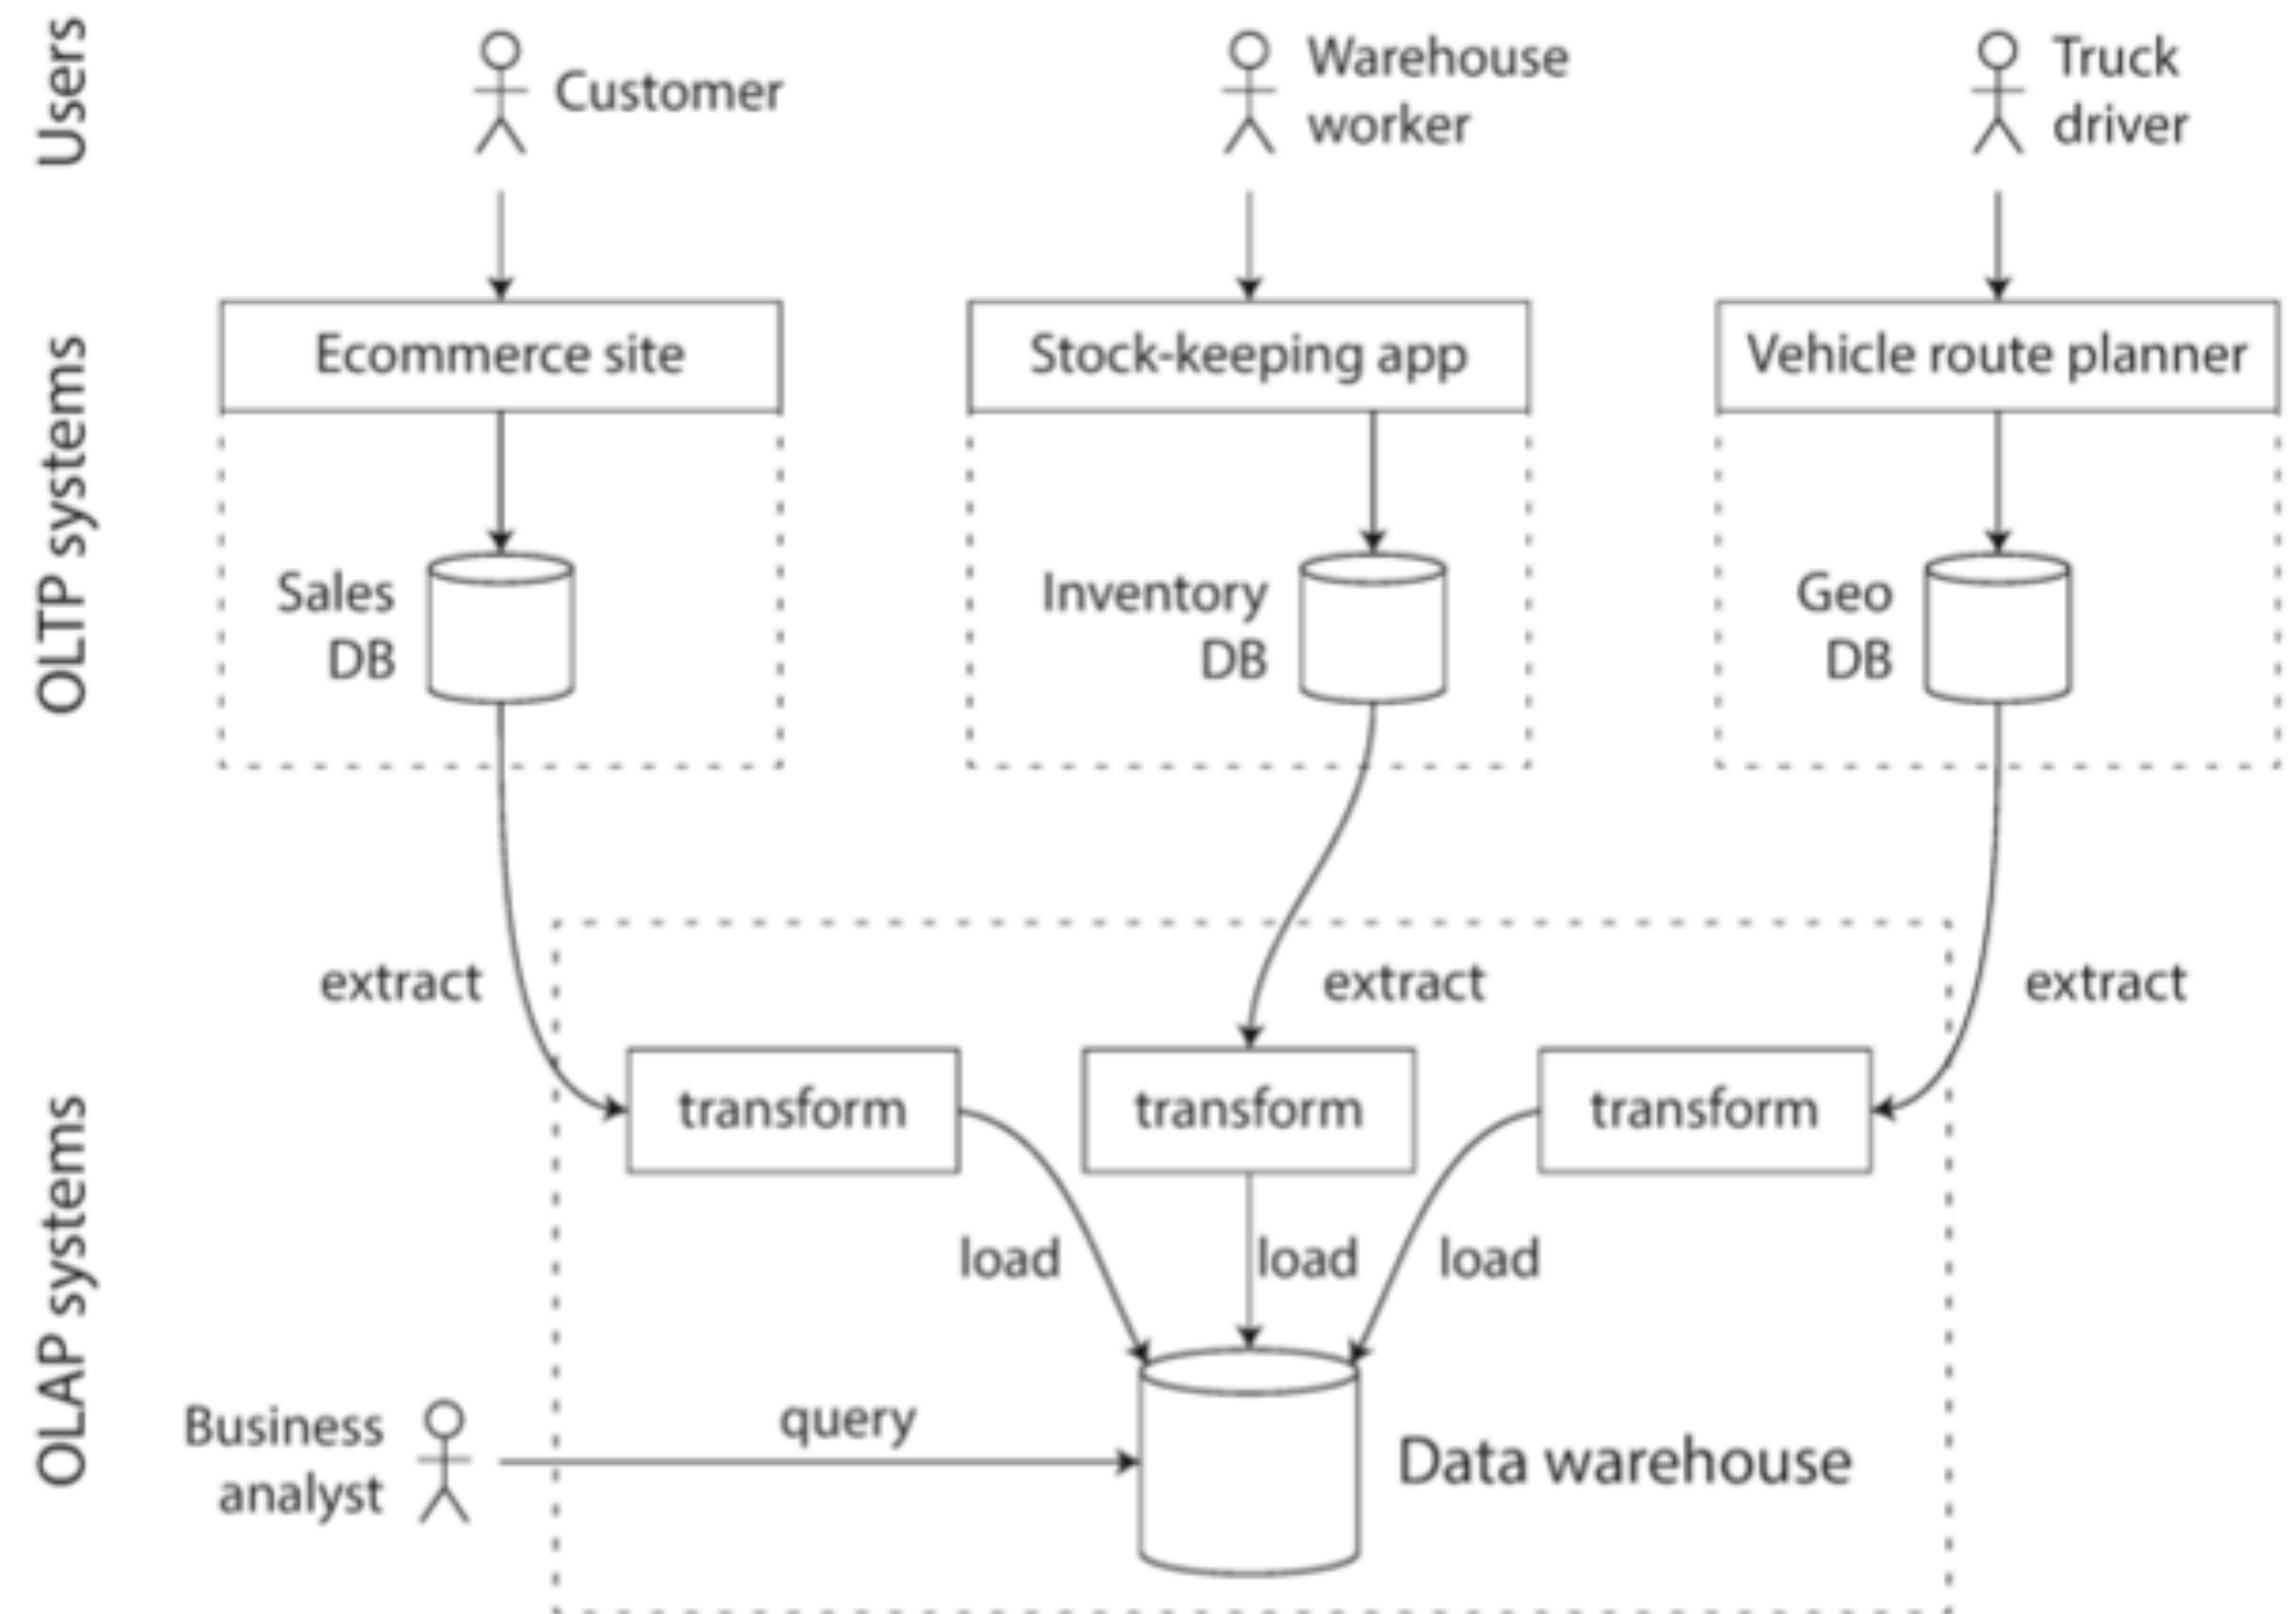 Users
Customer
Warehouse
worker
Truck
driver
OLTP systems
Ecommerce site
Stock-keeping app
Vehicle route planner
Sales
DB
Inventory
DB
Geo
DB
OLAP systems
extract
extract
extract
transform
transform
transform
load
load
load
Business
analyst
query
Data warehouse